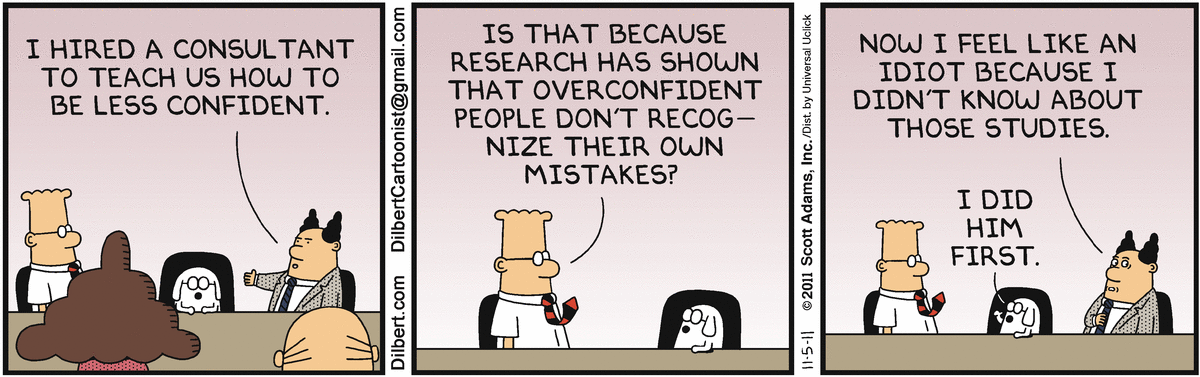 I HIRED A CONSULTANT
TO TEACH US HOW TO
BE LESS CONFIDENT.
DilbertCartoonist@gmail.com
Dilbert.com
IS THAT BECAUSE
RESEARCH HAS SHOWN
THAT OVERCONFIDENT
PEOPLE DON'T RECOG–
NIZE THEIR OWN
MISTAKES?
11-5-11 ©2011 Scott Adams, Inc./Dist. by Universal Uclick
NOW I FEEL LIKE AN
IDIOT BECAUSE I
DIDN'T KNOW ABOUT
THOSE STUDIES.
I DID
HIM
FIRST.